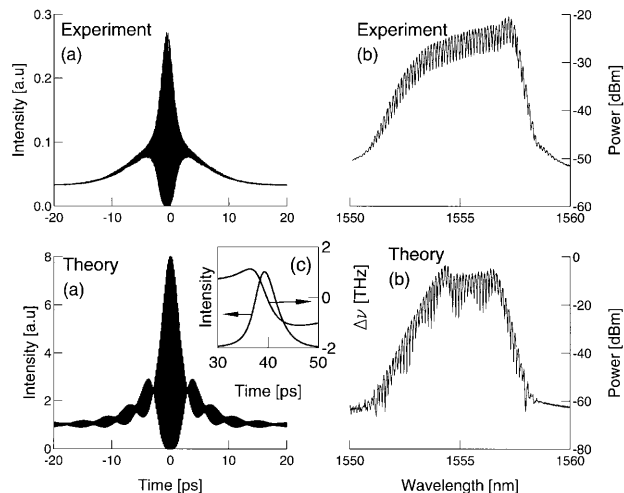 Experiment
(a)
Intensity [a.u]
0.3
0.2
0.1
0.0
-20 -10 0 10 20
Experiment
(b)
Power [dBm]
-20
-30
-40
-50
-60
1550 1555 1560
Theory
(a)
Intensity [a.u]
8
6
4
2
0
-20 -10 0 10 20
Time [ps]
(c)
Intensity
2
1
0
-1
-2
Δν [THz]
30 40 50
Time [ps]
Theory
(b)
Power [dBm]
0
-20
-40
-60
-80
1550 1555 1560
Wavelength [nm]